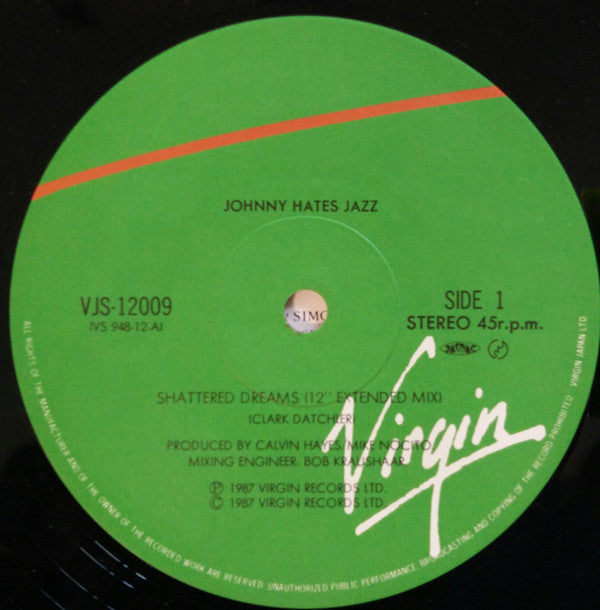 JOHNNY HATES JAZZ
VJS-12009
(VS 948-12-A)
SIDE 1
STEREO 45r.p.m.
SIMC
SHATTERED DREAMS (12" EXTENDED MIX)
(CLARK DATCHLER)
PRODUCED BY CALVIN HAYES/MIKE NOCITO
MIXING ENGINEER: BOB KRAUSHAAR
Ⓟ 1987 VIRGIN RECORDS LTD.
© 1987 VIRGIN RECORDS LTD.
Virgin
ALL RIGHTS OF THE MANUFACTURER AND OF THE OWNER OF THE RECORDED WORK ARE RESERVED. UNAUTHORIZED PUBLIC PERFORMANCE, BROADCASTING AND COPYING OF THE RECORD PROHIBITED VIRGIN JAPAN LTD